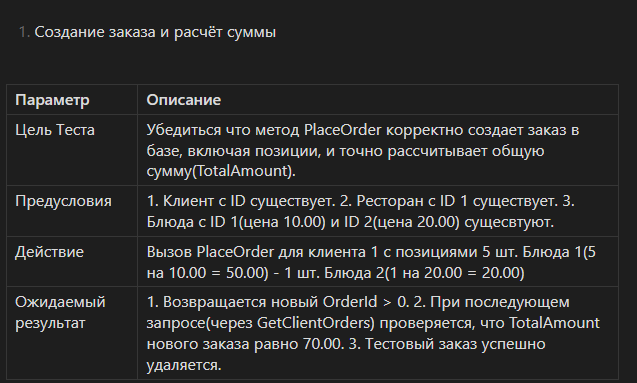 1. Создание заказа и расчёт суммы
Параметр Описание
Цель Теста Убедиться что метод PlaceOrder корректно создает заказ в
базе, включая позиции, и точно рассчитывает общую
сумму(TotalAmount).
Предусловия 1. Клиент с ID существует. 2. Ресторан с ID 1 существует. 3.
Блюда с ID 1(цена 10.00) и ID 2(цена 20.00) сущесвтуют.
Действие Вызов PlaceOrder для клиента 1 с позициями 5 шт. Блюда 1(5
на 10.00 = 50.00) - 1 шт. Блюда 2(1 на 20.00 = 20.00)
Ожидаемый 1. Возвращается новый OrderId > 0. 2. При последующем
результат запросе(через GetClientOrders) проверяется, что TotalAmount
нового заказа равно 70.00. 3. Тестовый заказ успешно
удаляется.